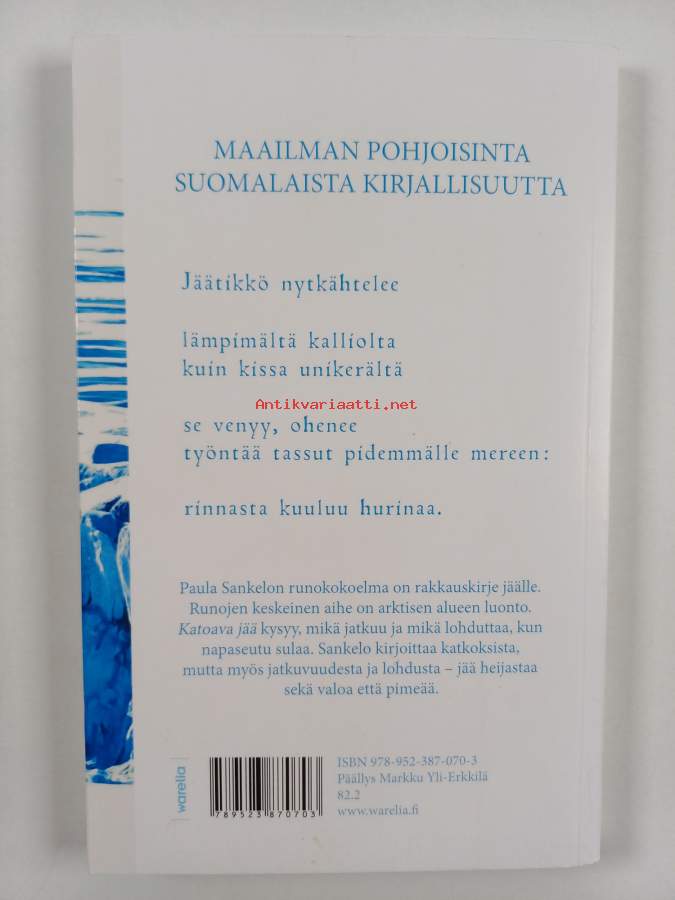 MAAILMAN POHJOISINTA
SUOMALAISTA KIRJALLISUUTTA
Jäätikkö nytkähtelee
lämpimältä kalliolta
kuin kissa unikerältä
Antikvariaatti.net
se venyy, ohenee
työntää tassut pidemmälle mereen:
rinnasta kuuluu hurinaa.
Paula Sankelon runokokoelma on rakkauskirje jäälle.
Runojen keskeinen aihe on arktisen alueen luonto.
Katoava jää kysyy, mikä jatkuu ja mikä lohduttaa, kun
napaseutu sulaa. Sankelo kirjoittaa katkoksista,
mutta myös jatkuvuudesta ja lohdusta – jää heijastaa
sekä valoa että pimeää.
warelia
ISBN 978-952-387-070-3
Päällys Markku Yli-Erkkilä
82.2
www.warelia.fi
789523 870703